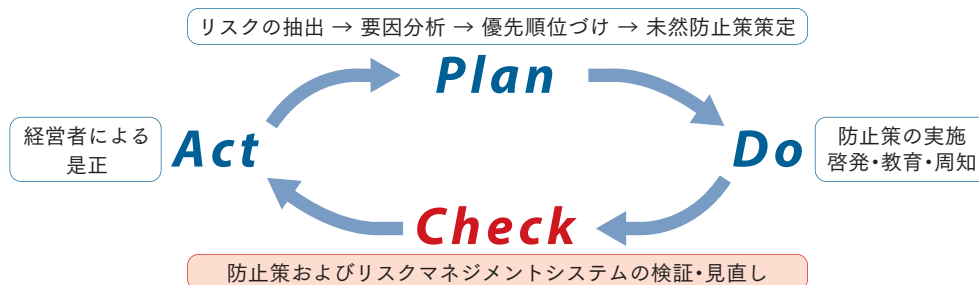 リスクの抽出 → 要因分析 → 優先順位づけ → 未然防止策策定
Plan
経営者による
是正
Act
Do
防止策の実施
啓発・教育・周知
Check
防止策およびリスクマネジメントシステムの検証・見直し